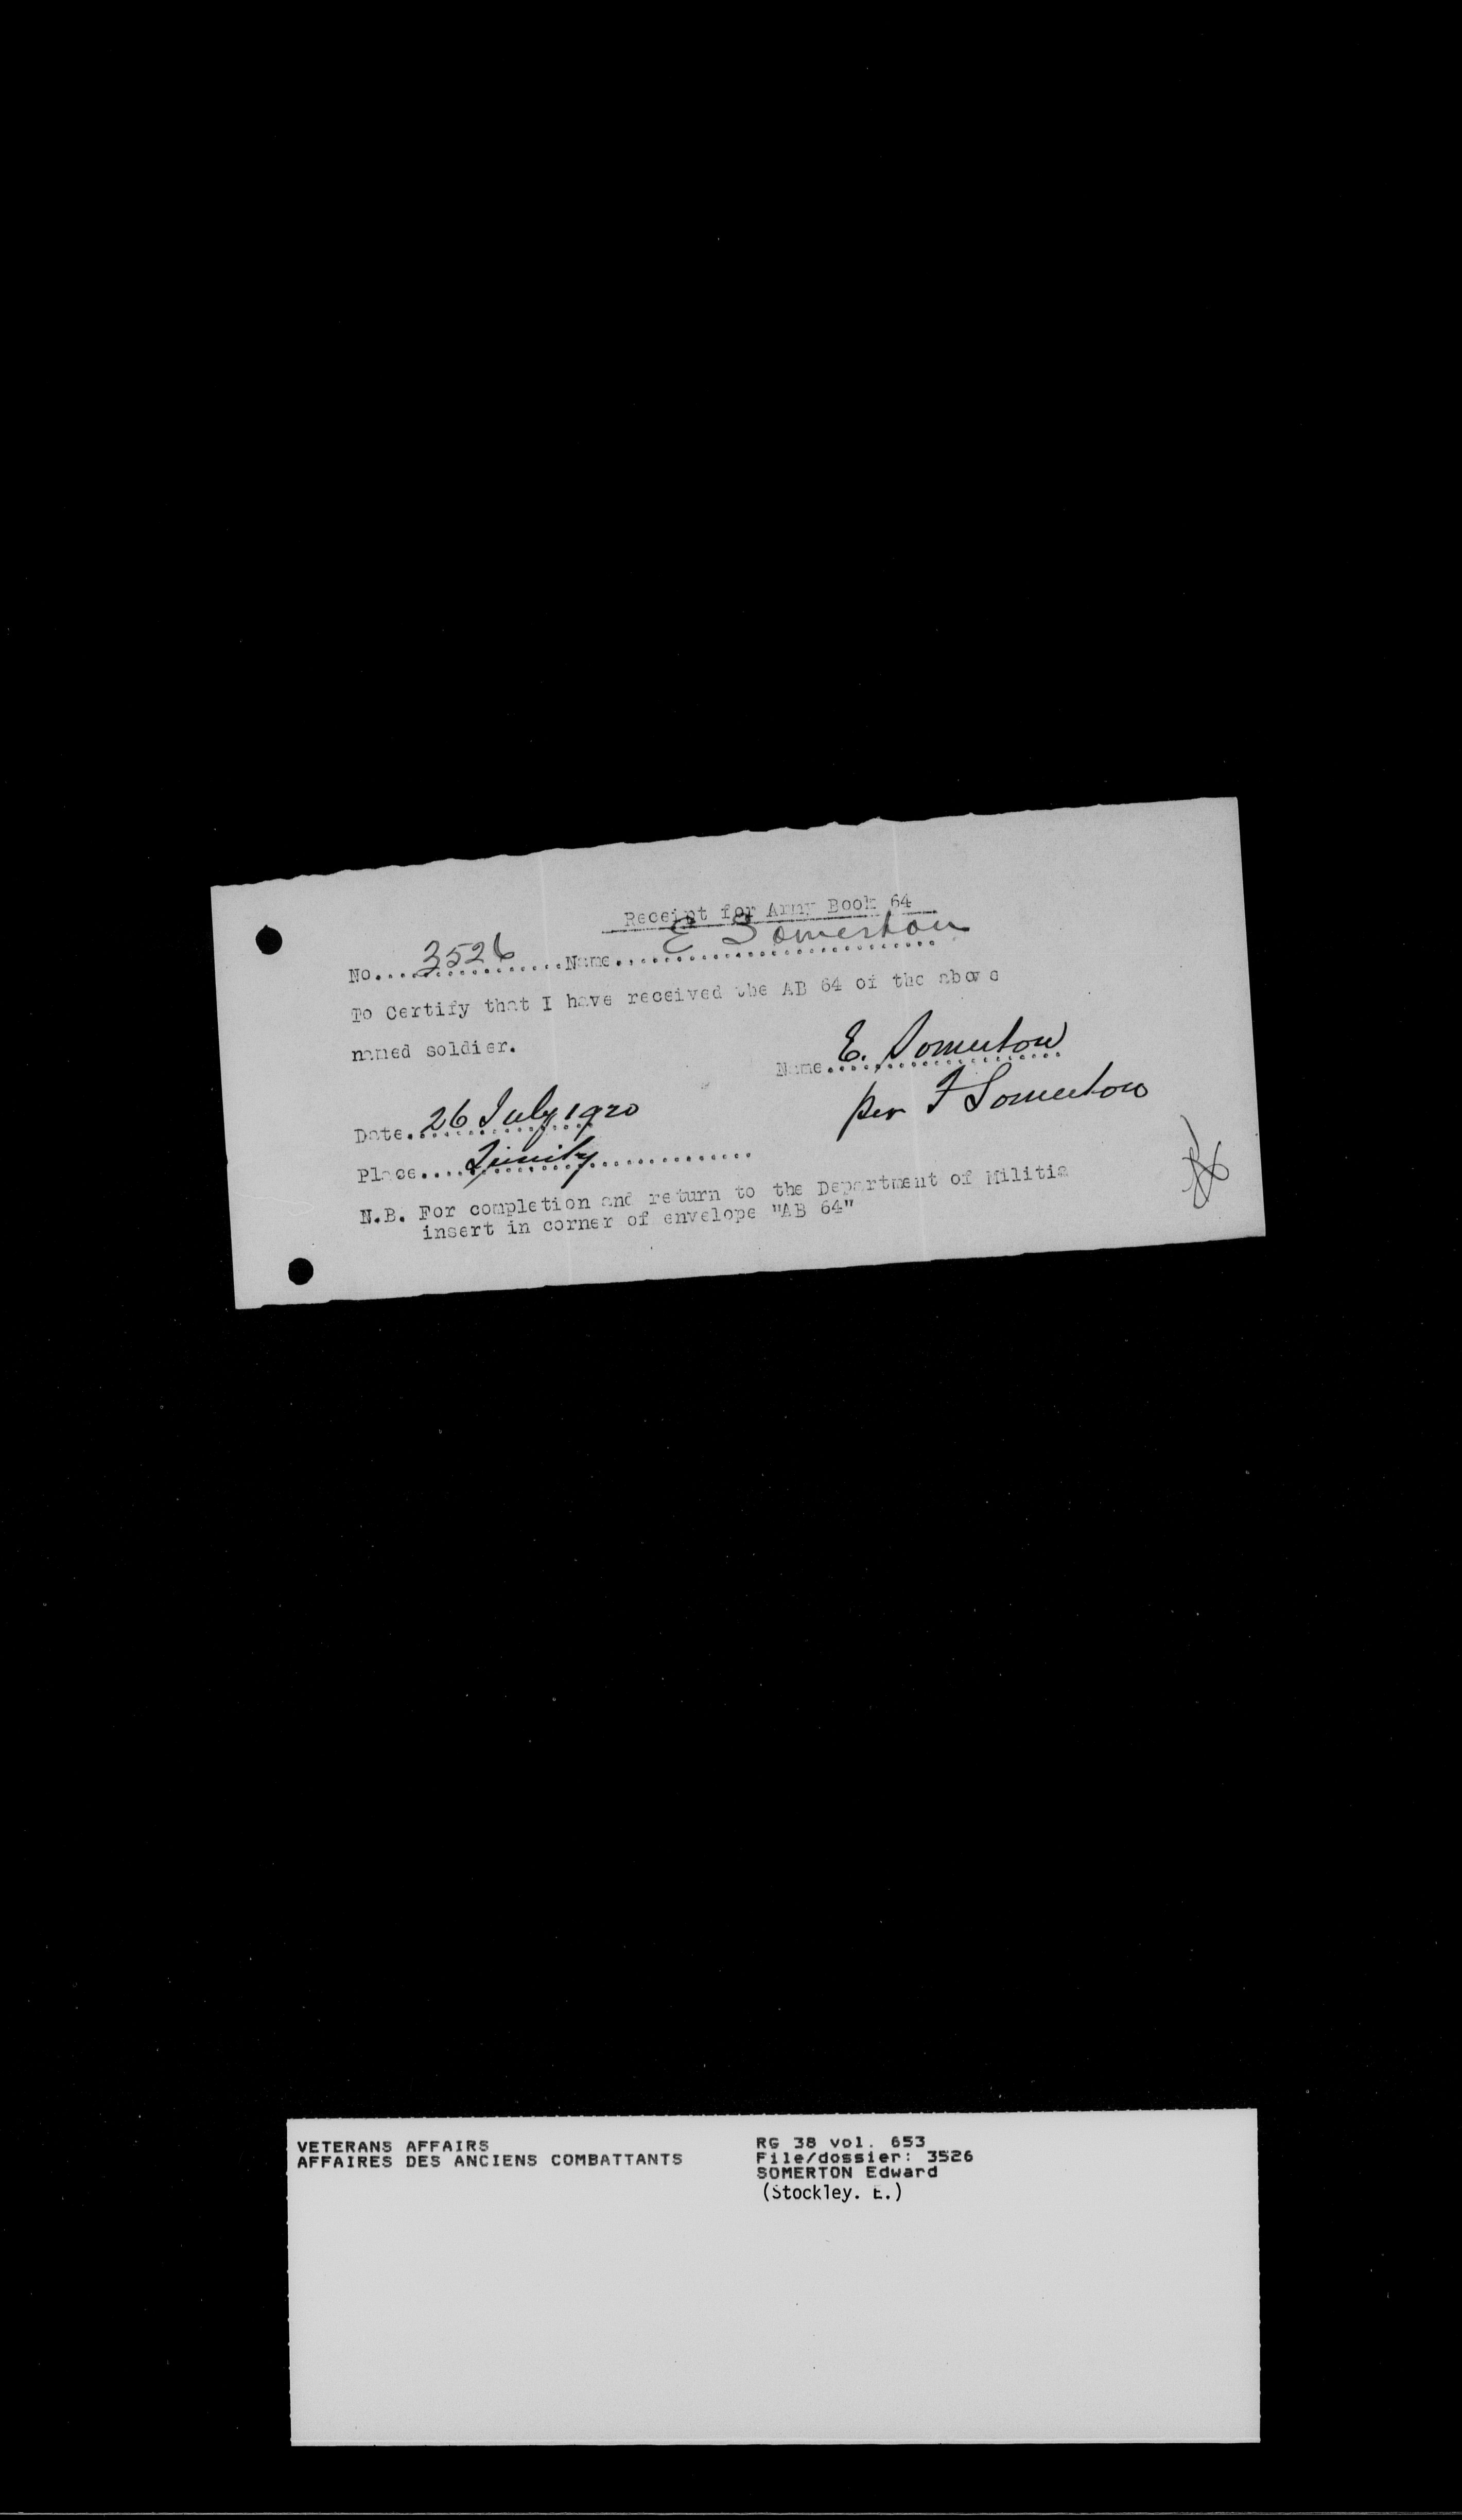 Receipt for Army Book 64
No. 3526 Name E Somerton
To Certify that I have received the AB 64 of the above
named soldier.
Name E. Somerton
per F Somerton
Date 26 July 1920
Place Trinity
N.B. For completion and return to the Department of Militia
insert in corner of envelope "AB 64"
VETERANS AFFAIRS
AFFAIRES DES ANCIENS COMBATTANTS
RG 38 vol. 653
File/dossier: 3526
SOMERTON Edward
(Stockley. E.)